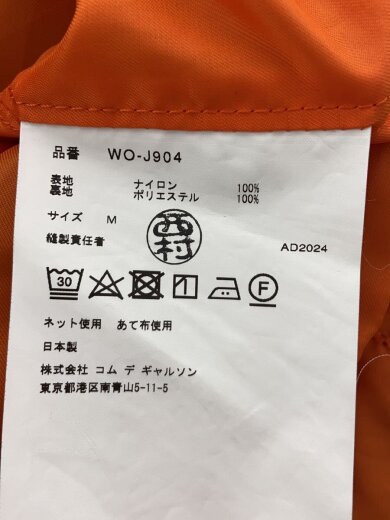 品番 WO-J904
表地 ナイロン 100%
裏地 ポリエステル 100%
サイズ M
縫製責任者 西村 AD2024
30 F
ネット使用 あて布使用
日本製
株式会社 コム デ ギャルソン
東京都港区南青山5-11-5